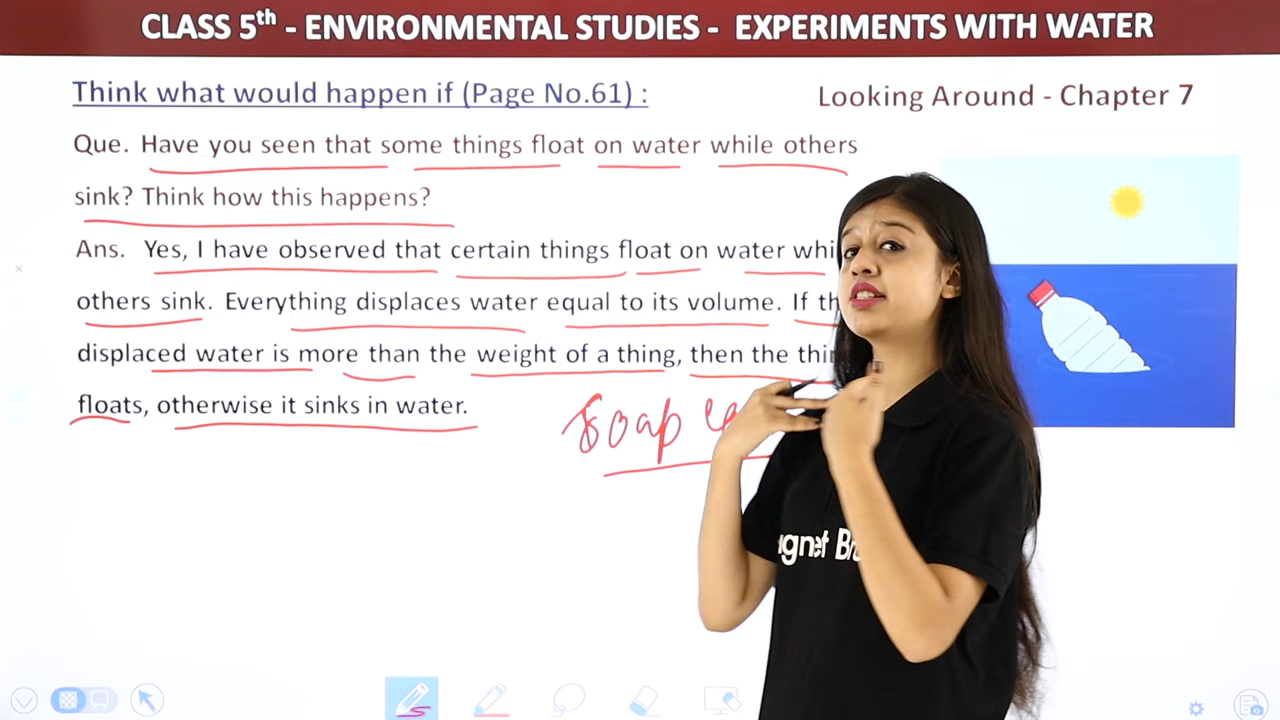 CLASS 5th - ENVIRONMENTAL STUDIES - EXPERIMENTS WITH WATER
Think what would happen if (Page No.61) :
Looking Around - Chapter 7
Que. Have you seen that some things float on water while others
sink? Think how this happens?
Ans. Yes, I have observed that certain things float on water
others sink. Everything displaces water equal to its volume. If
displaced water is more than the weight of a thing, then the
floats, otherwise it sinks in water.
Soap